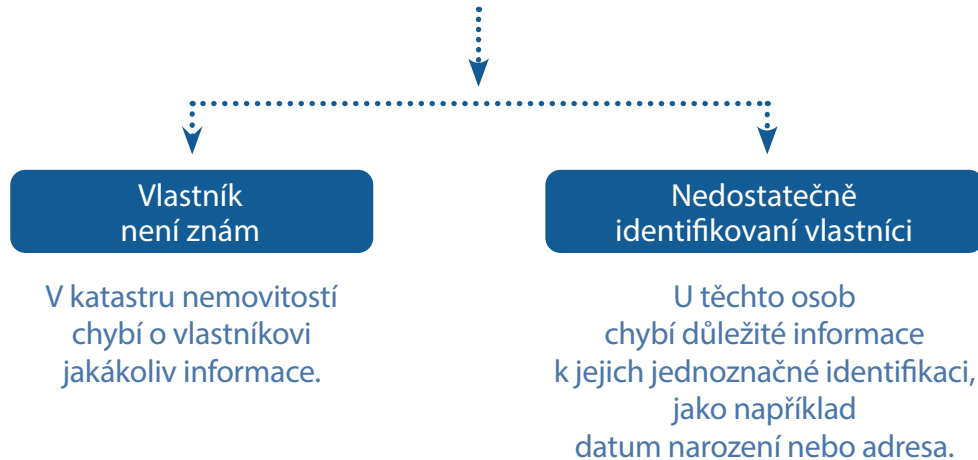 Vlastník
není znám
V katastru nemovitostí
chybí o vlastníkovi
jakákoliv informace.
Nedostatečně
identifikovaní vlastníci
U těchto osob
chybí důležité informace
k jejich jednoznačné identifikaci,
jako například
datum narození nebo adresa.